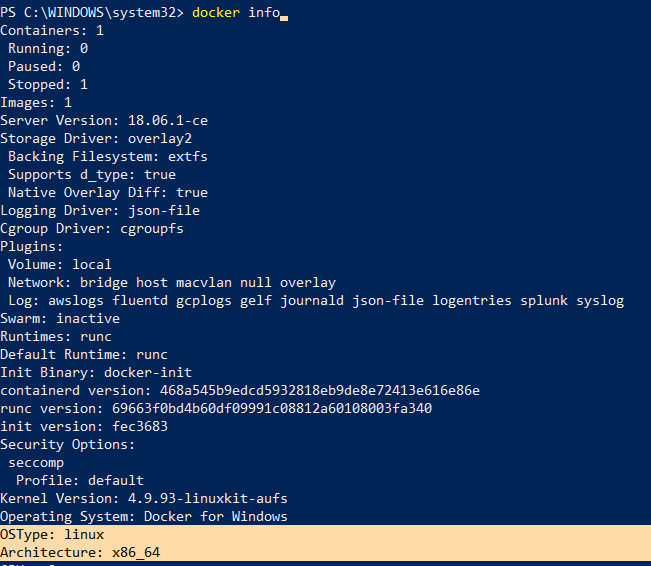 PS C:\WINDOWS\system32> docker info
Containers: 1
 Running: 0
 Paused: 0
 Stopped: 1
Images: 1
Server Version: 18.06.1-ce
Storage Driver: overlay2
 Backing Filesystem: extfs
 Supports d_type: true
 Native Overlay Diff: true
Logging Driver: json-file
Cgroup Driver: cgroupfs
Plugins:
 Volume: local
 Network: bridge host macvlan null overlay
 Log: awslogs fluentd gcplogs gelf journald json-file logentries splunk syslog
Swarm: inactive
Runtimes: runc
Default Runtime: runc
Init Binary: docker-init
containerd version: 468a545b9edcd5932818eb9de8e72413e616e86e
runc version: 69663f0bd4b60df09991c08812a60108003fa340
init version: fec3683
Security Options:
 seccomp
  Profile: default
Kernel Version: 4.9.93-linuxkit-aufs
Operating System: Docker for Windows
OSType: linux
Architecture: x86_64